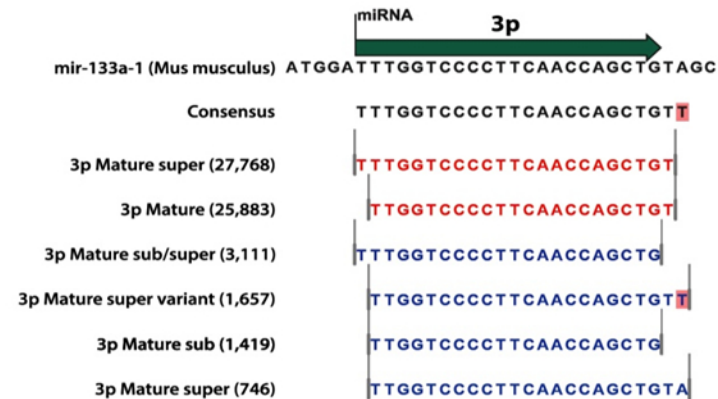 miRNA
3p
mir-133a-1 (Mus musculus) ATGGATTTGGTCCCCTTCAACCAGCTGTAGC
Consensus TTTGGTCCCCTTCAACCAGCTGTT
3p Mature super (27,768) TTTGGTCCCCTTCAACCAGCTGT
3p Mature (25,883) TTGGTCCCCTTCAACCAGCTGT
3p Mature sub/super (3,111) TTTGGTCCCCTTCAACCAGCTG
3p Mature super variant (1,657) TTGGTCCCCTTCAACCAGCTGTT
3p Mature sub (1,419) TTGGTCCCCTTCAACCAGCTG
3p Mature super (746) TTGGTCCCCTTCAACCAGCTGTA